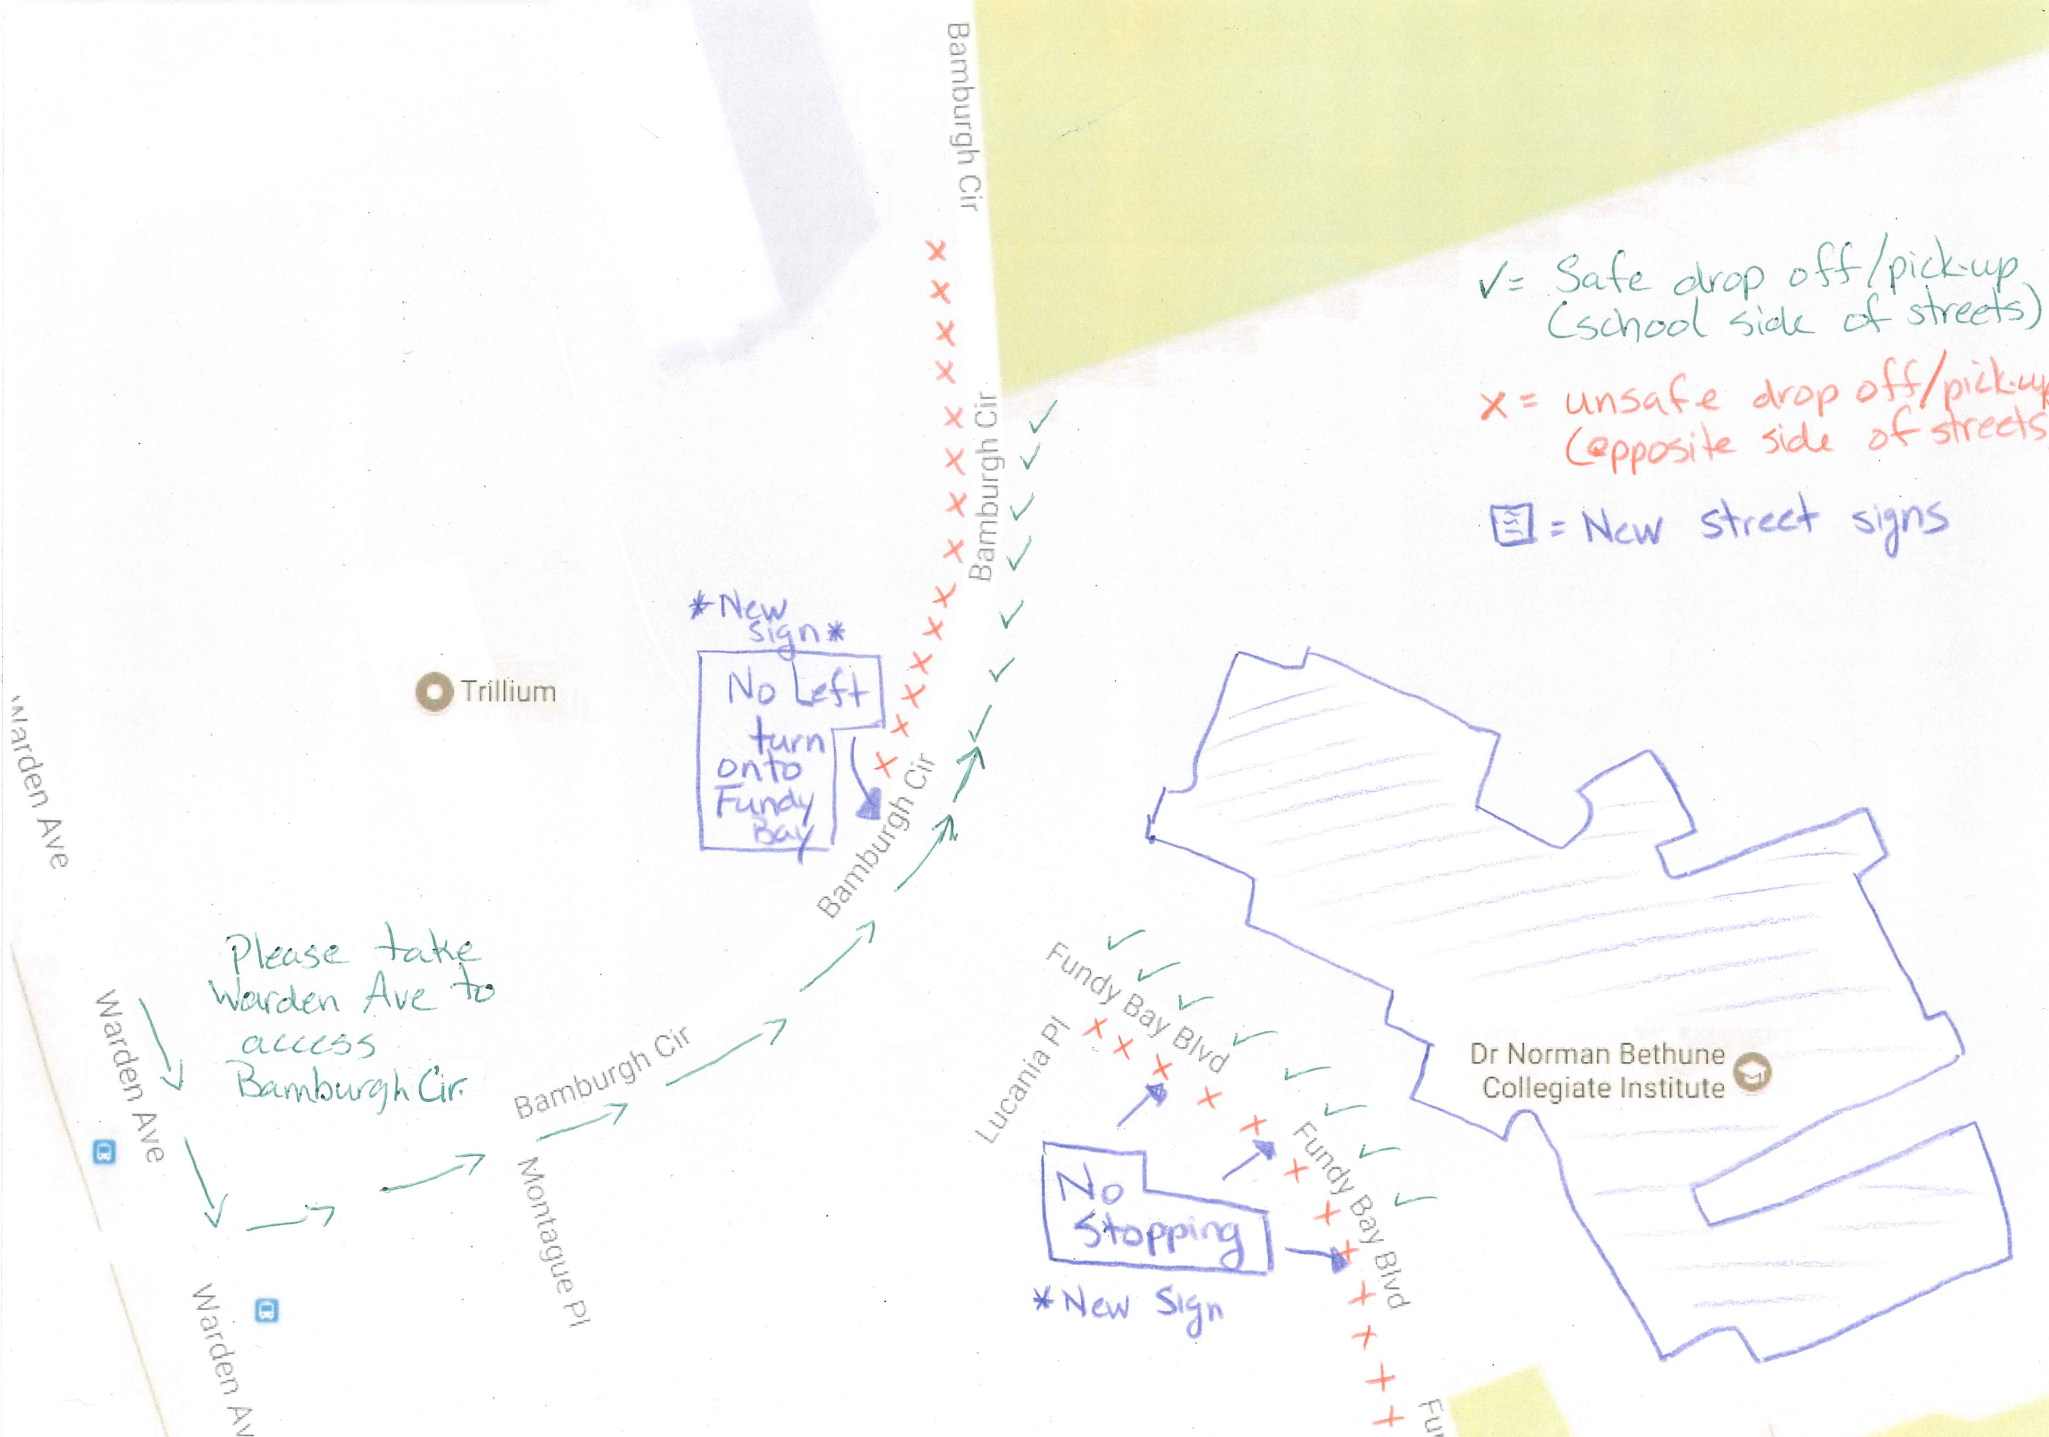 Bamburgh Cir
✓= Safe drop off/pick-up
(school side of streets)
x = unsafe drop off/pick-up
(opposite side of streets
= New street signs
Bamburgh Cir
*New
sign*
No Left
turn
onto
Fundy
Bay
Trillium
Warden Ave
Bamburgh Cir
Please take
Warden Ave to
access
Bamburgh Cir.
Fundy Bay Blvd
Warden Ave
Lucania Pl
Bamburgh Cir
Dr Norman Bethune
Collegiate Institute
Montague Pl
Fundy Bay Blvd
No
Stopping
*New Sign
Warden Av
Fu